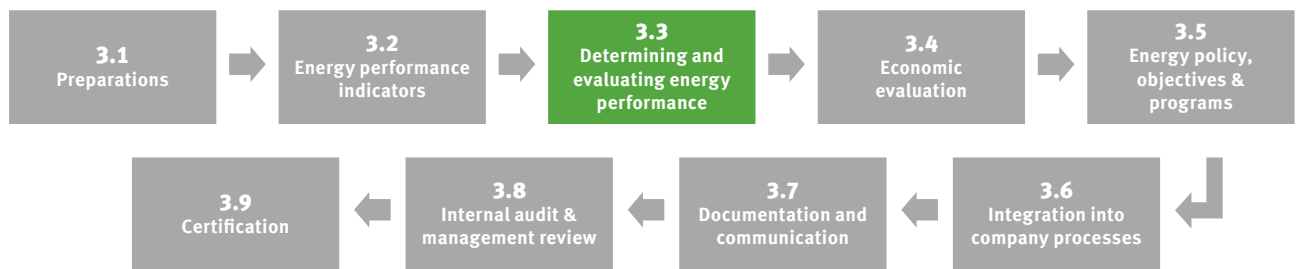 3.1
Preparations
3.2
Energy performance
indicators
3.3
Determining and
evaluating energy
performance
3.4
Economic
evaluation
3.5
Energy policy,
objectives &
programs
3.9
Certification
3.8
Internal audit &
management review
3.7
Documentation and
communication
3.6
Integration into
company processes